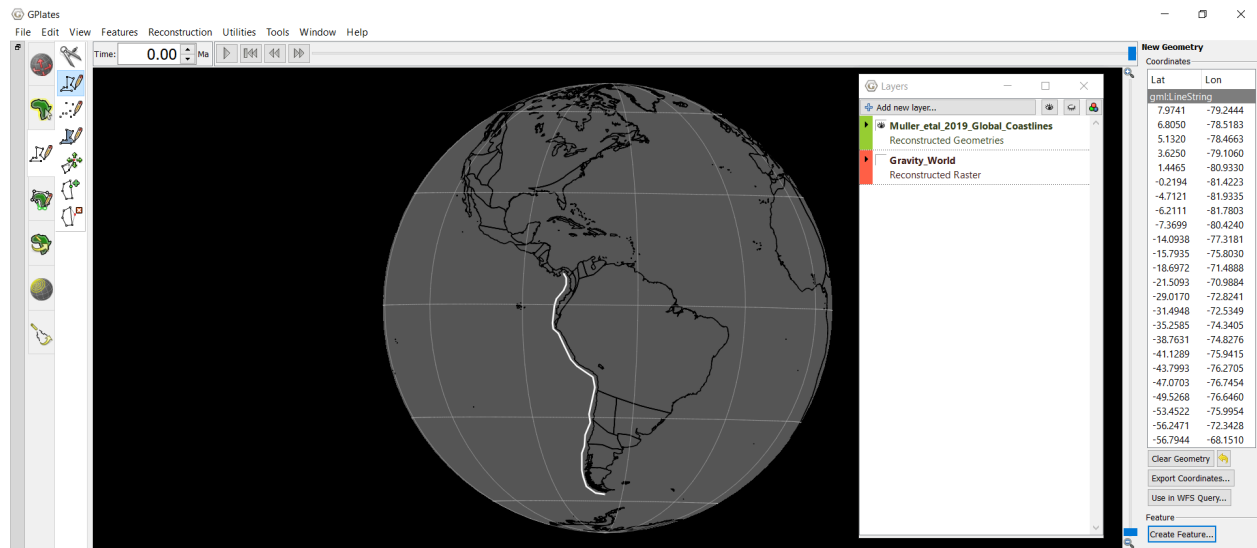 GPlates
File Edit View Features Reconstruction Utilities Tools Window Help
Time: 0.00 Ma
Layers
Add new layer...
Muller_etal_2019_Global_Coastlines
Reconstructed Geometries
Gravity_World
Reconstructed Raster
New Geometry
Coordinates
Lat Lon
gml:LineString
7.9741 -79.2444
6.8050 -78.5183
5.1320 -78.4663
3.6250 -79.1060
1.4465 -80.9330
-0.2194 -81.4223
-4.7121 -81.9335
-6.2111 -81.7803
-7.3699 -80.4240
-14.0938 -77.3181
-15.7935 -75.8030
-18.6972 -71.4888
-21.5093 -70.9884
-29.0170 -72.8241
-31.4948 -72.5349
-35.2585 -74.3405
-38.7631 -74.8276
-41.1289 -75.9415
-43.7993 -76.2705
-47.0703 -76.7454
-49.5268 -76.6460
-53.4522 -75.9954
-56.2471 -72.3428
-56.7944 -68.1510
Clear Geometry
Export Coordinates...
Use in WFS Query...
Feature
Create Feature...